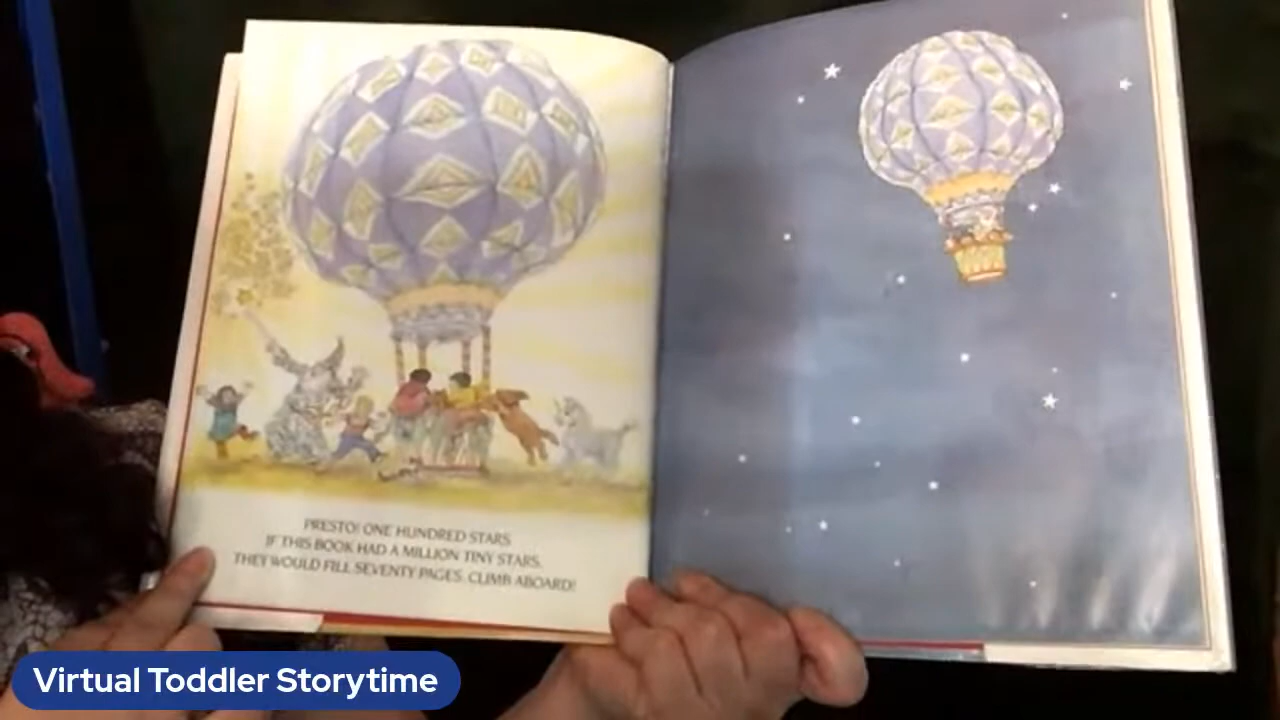 PRESTO! ONE HUNDRED STARS
IF THIS BOOK HAD A MILLION TINY STARS,
THEY WOULD FILL SEVENTY PAGES. CLIMB ABOARD!
Virtual Toddler Storytime